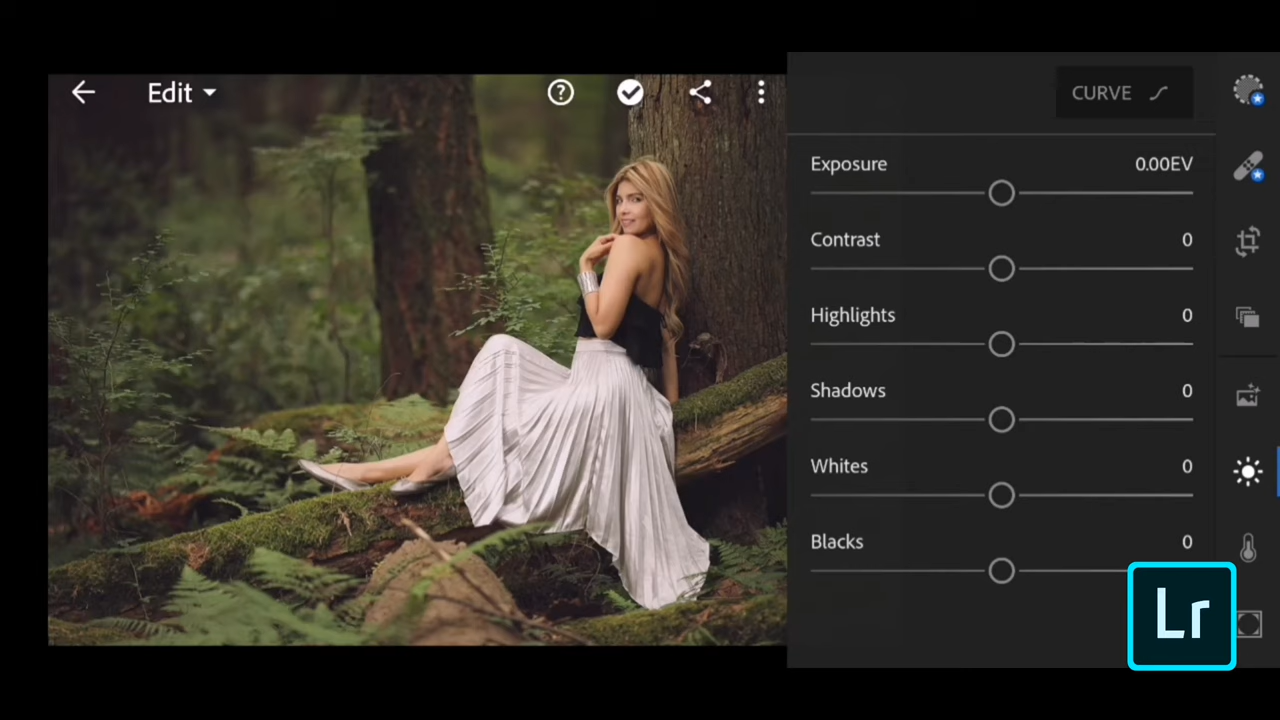 Edit
CURVE
Exposure 0.00EV
Contrast 0
Highlights 0
Shadows 0
Whites 0
Blacks 0
Lr